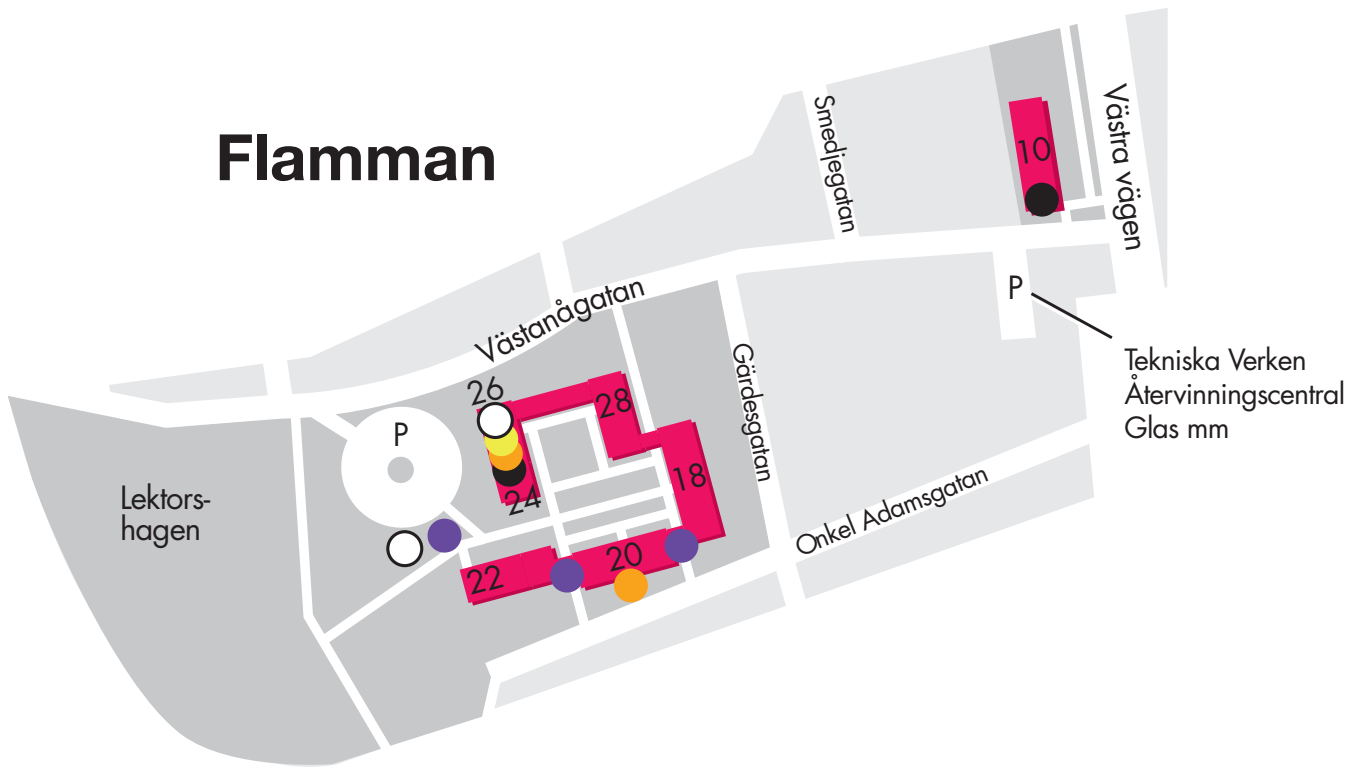 Flamman
Smedjegatan
Västra vägen
10
Västanågatan
P
Tekniska Verken
Återvinningscentral
Glas mm
Gärdesgatan
26
28
P
18
24
Lektors-
hagen
Onkel Adamsgatan
20
22